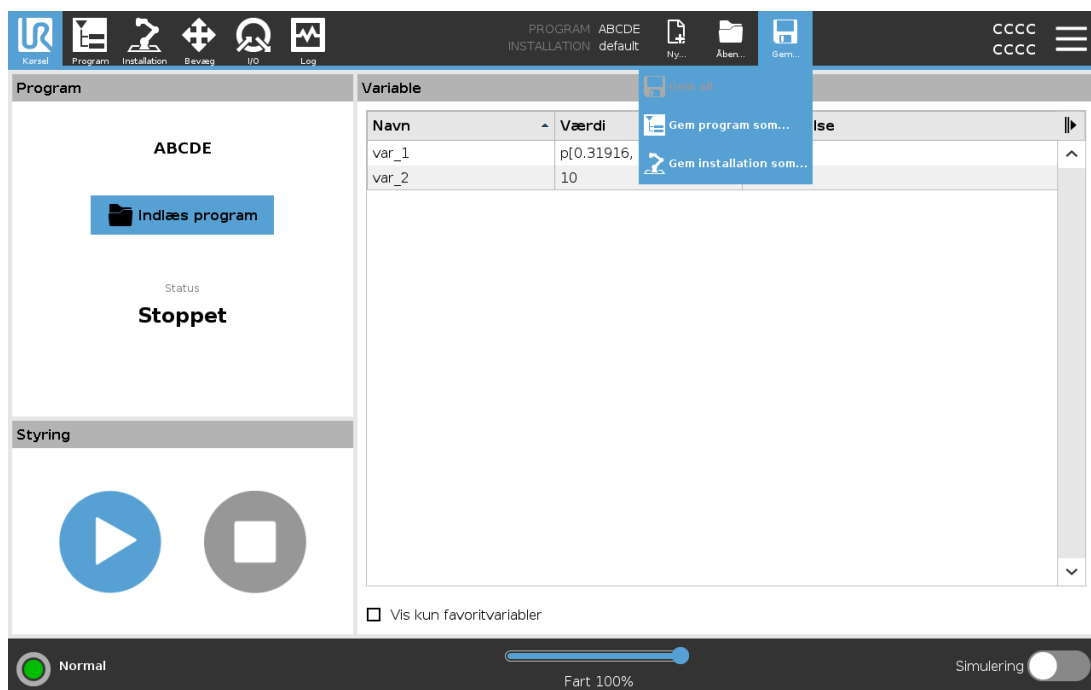 PROGRAM ABCDE
INSTALLATION default
CCCC
CCCC
Kørsel
Program
Installation
Bevæg
I/O
Log
Ny...
Åben...
Gem...
Gem alt
Gem program som...
Gem installation som...
Program
ABCDE
Indlæs program
Status
Stoppet
Styring
Variable
Navn Værdi lse
var_1 p[0.31916,
var_2 10
Vis kun favoritvariabler
Normal
Fart 100%
Simulering